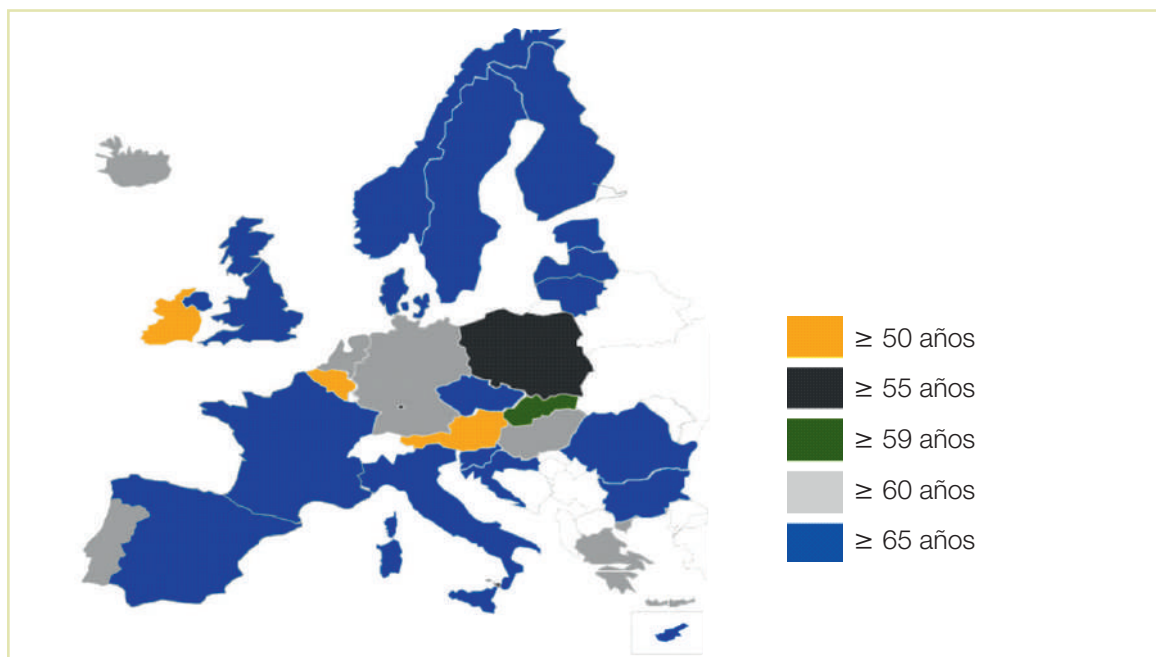 ≥ 50 años
≥ 55 años
≥ 59 años
≥ 60 años
≥ 65 años